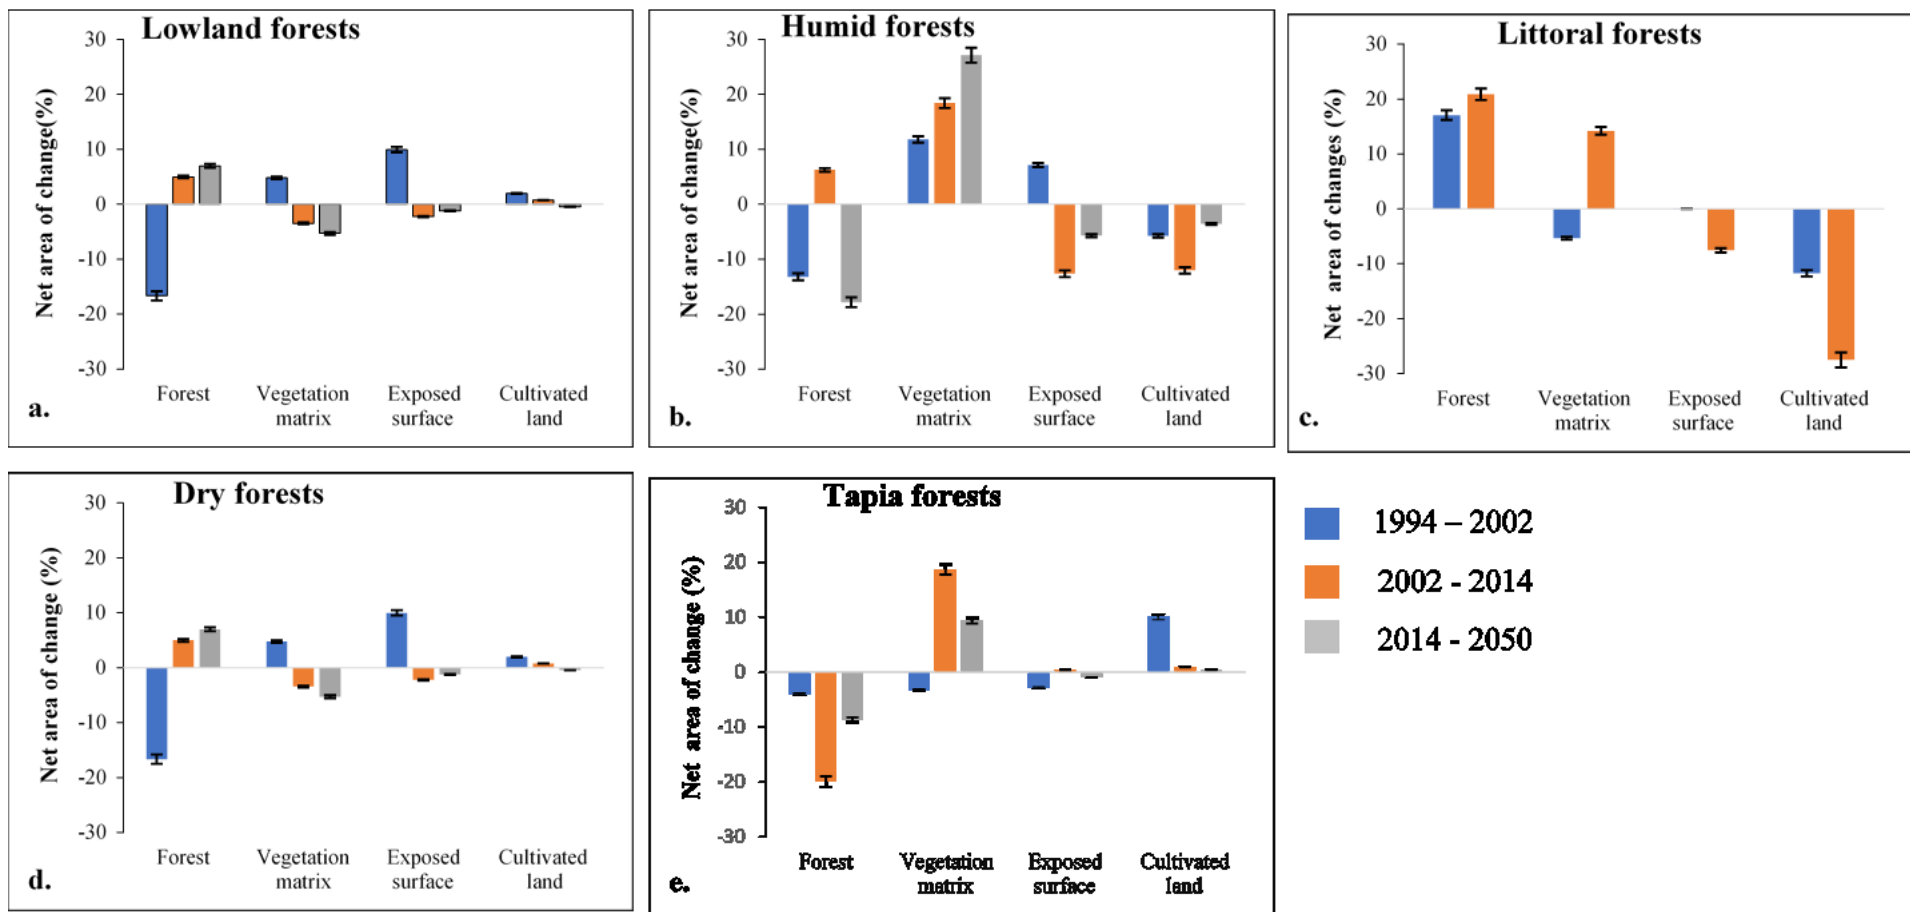 Lowland forests
Net area of change(%)
30
20
10
0
-10
-20
-30
Forest
Vegetation
matrix
Exposed
surface
Cultivated
land
a.
Humid forests
Net area of change(%)
30
20
10
0
-10
-20
-30
Forest
Vegetation
matrix
Exposed
surface
Cultivated
land
b.
Littoral forests
Net area of changes (%)
30
20
10
0
-10
-20
-30
Forest
Vegetation
matrix
Exposed
surface
Cultivated
land
c.
Dry forests
Net area of change (%)
30
20
10
0
-10
-20
-30
Forest
Vegetation
matrix
Exposed
surface
Cultivated
land
d.
Tapia forests
Net area of change (%)
30
20
10
0
-10
-20
-30
Forest
Vegetation
matrix
Exposed
surface
Cultivated
land
e.
1994 – 2002
2002 - 2014
2014 - 2050